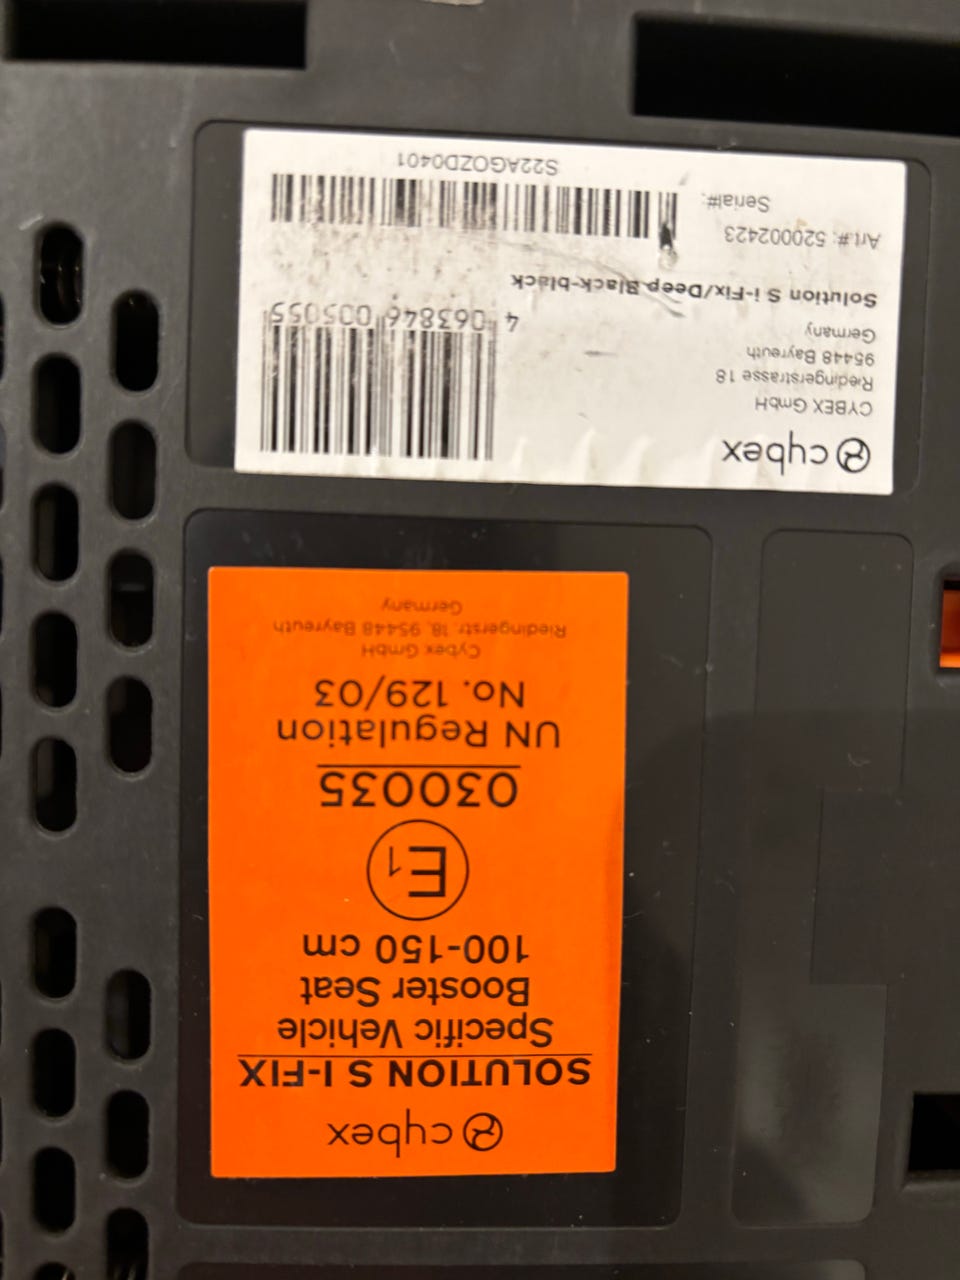 cybex
SOLUTION S I-FIX
Specific Vehicle
Booster Seat
100-150 cm
E1
030035
UN Regulation
No. 129/03
Cybex GmbH
Riedingerstr. 18, 95448 Bayreuth
Germany
cybex
CYBEX GmbH
Riedingerstrasse 18
95448 Bayreuth
Germany
4 063846 005055
Solution S i-Fix/Deep Black-black
Art.#: 520002423
Serial#:
S22AGOZD0401